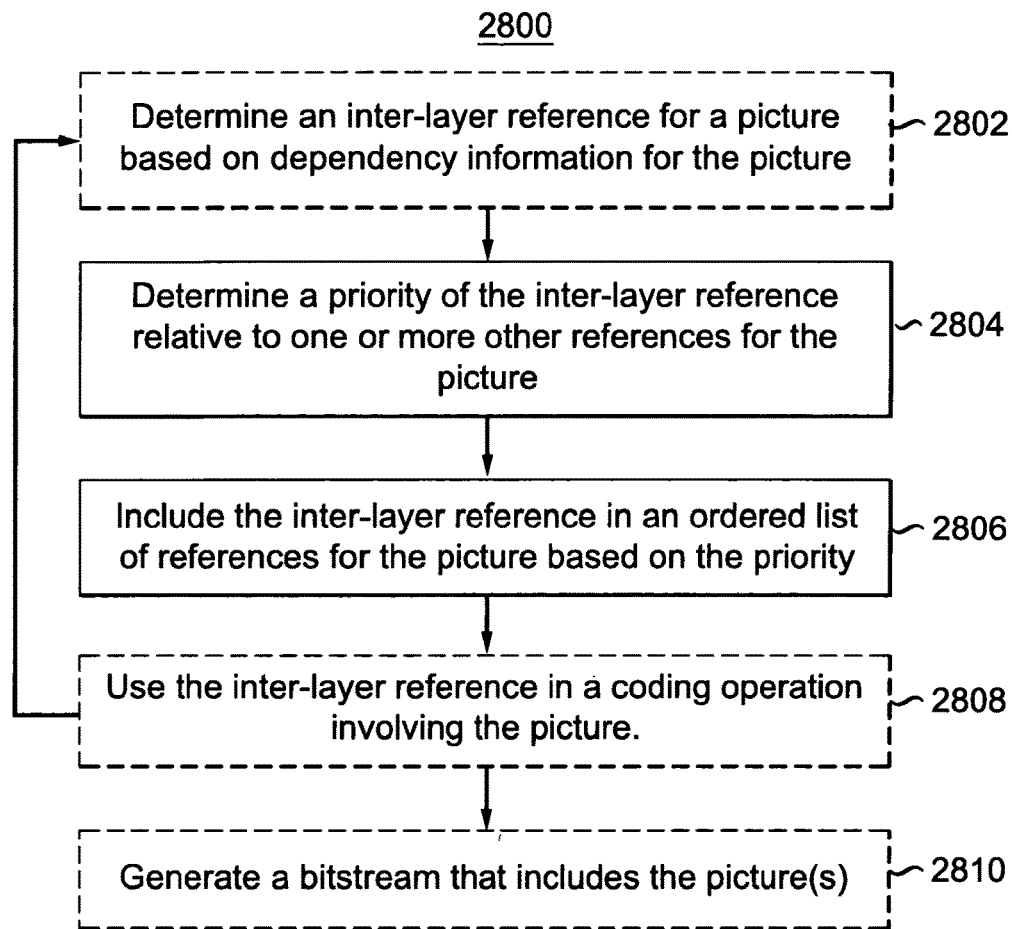 2800
Determine an inter-layer reference for a picture
based on dependency information for the picture
2802
Determine a priority of the inter-layer reference
relative to one or more other references for the
picture
2804
Include the inter-layer reference in an ordered list
of references for the picture based on the priority
2806
Use the inter-layer reference in a coding operation
involving the picture.
2808
Generate a bitstream that includes the picture(s)
2810